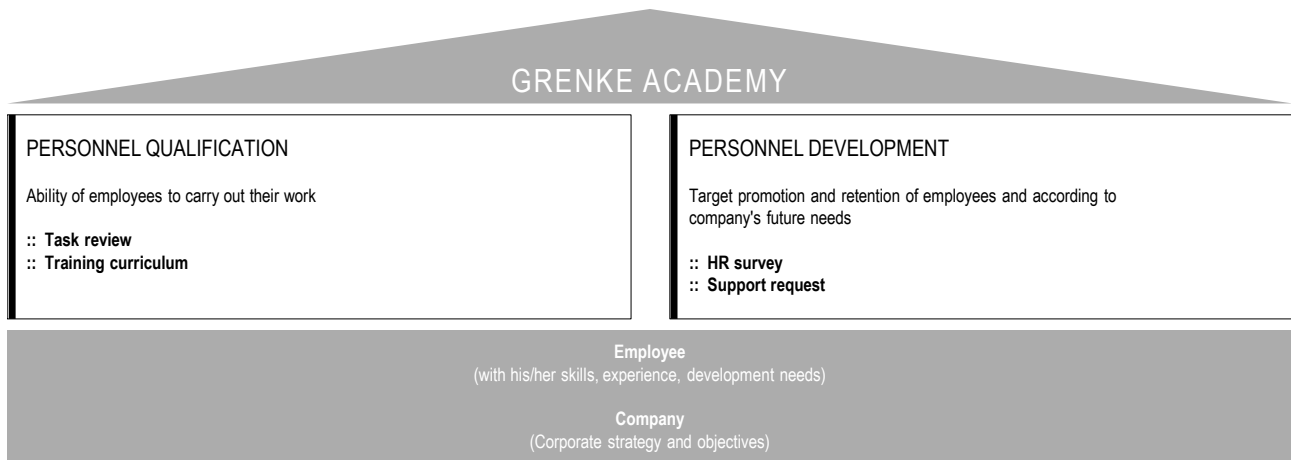 GRENKE ACADEMY
PERSONNEL QUALIFICATION
Ability of employees to carry out their work
:: Task review
:: Training curriculum
PERSONNEL DEVELOPMENT
Target promotion and retention of employees and according to
company's future needs
:: HR survey
:: Support request
Employee
(with his/her skills, experience, development needs)
Company
(Corporate strategy and objectives)